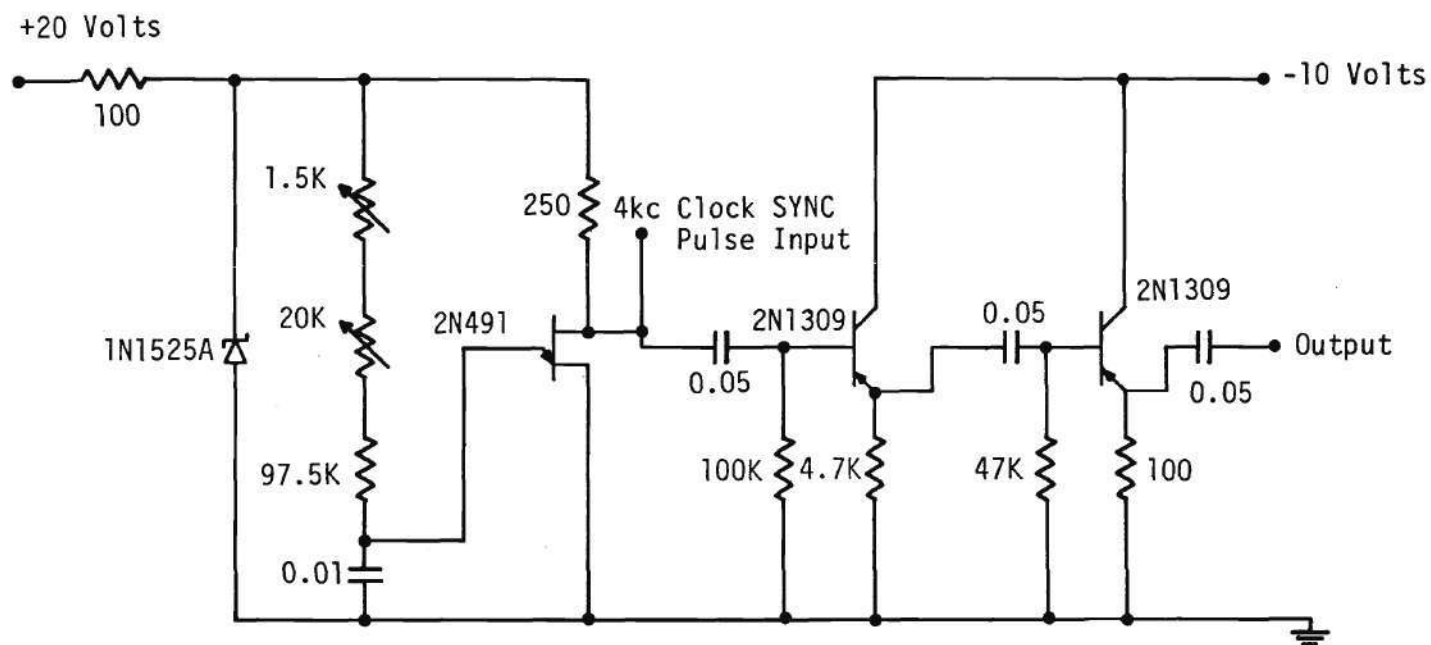 +20 Volts
100
-10 Volts
1.5K
250
4kc Clock SYNC
Pulse Input
20K
2N491
2N1309
0.05
2N1309
1N1525A
0.05
Output
0.05
97.5K
100K
4.7K
47K
100
0.01